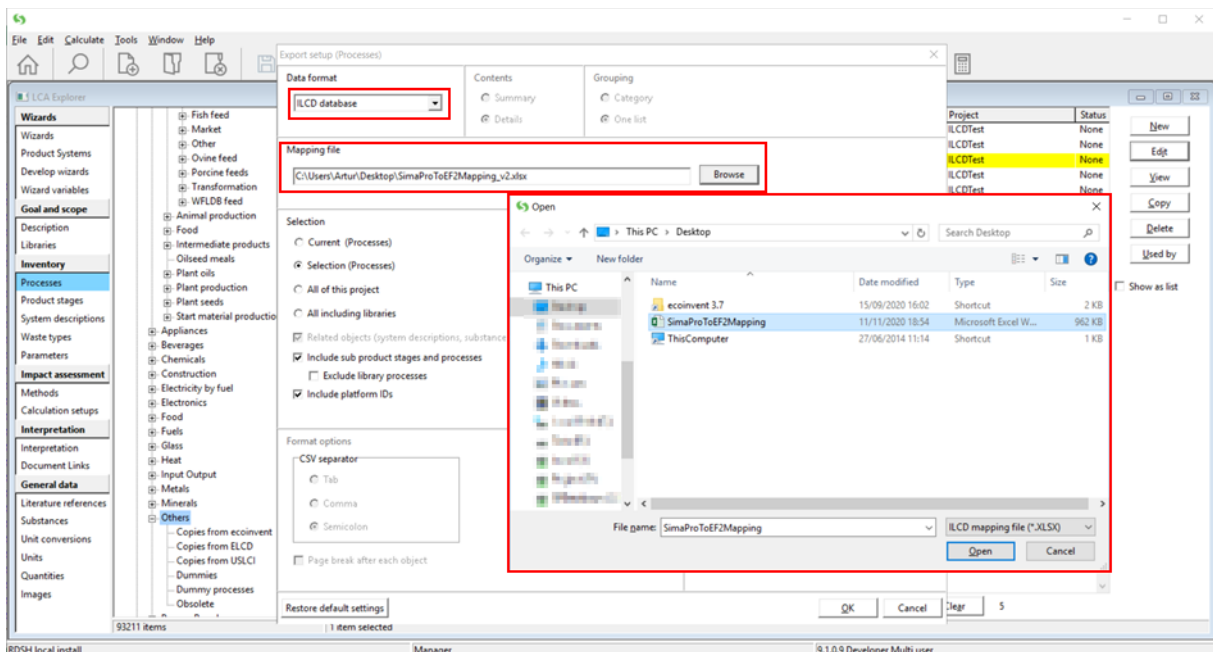 File Edit Calculate Tools Window Help
LCA Explorer
Wizards
Wizards
Product Systems
Develop wizards
Wizard variables
Goal and scope
Description
Libraries
Inventory
Processes
Product stages
System descriptions
Waste types
Parameters
Impact assessment
Methods
Calculation setups
Interpretation
Interpretation
Document Links
General data
Literature references
Substances
Unit conversions
Units
Quantities
Images
Fish feed
Market
Other
Ovine feed
Porcine feeds
Transformation
WFLDB feed
Animal production
Food
Intermediate products
Oilseed meals
Plant oils
Plant production
Plant seeds
Start material productio
Appliances
Beverages
Chemicals
Construction
Electricity by fuel
Electronics
Food
Fuels
Glass
Heat
Input Output
Metals
Minerals
Others
Copies from ecoinvent
Copies from ELCD
Copies from USLCI
Dummies
Dummy processes
Obsolete
93211 items
1 item selected
Export setup (Processes)
Data format
ILCD database
Contents
Summary
Details
Grouping
Category
One list
Mapping file
C:\Users\Artur\Desktop\SimaProToEF2Mapping_v2.xlsx
Browse
Selection
Current (Processes)
Selection (Processes)
All of this project
All including libraries
Related objects (system descriptions, substance
Include sub product stages and processes
Exclude library processes
Include platform IDs
Format options
CSV separator
Tab
Comma
Semicolon
Page break after each object
Restore default settings
OK
Cancel
Open
This PC > Desktop
Search Desktop
Organize
New folder
This PC
Name Date modified Type Size
ecoinvent 3.7 15/09/2020 16:02 Shortcut 2 KB
SimaProToEF2Mapping 11/11/2020 18:54 Microsoft Excel W... 962 KB
ThisComputer 27/06/2014 11:14 Shortcut 1 KB
File name: SimaProToEF2Mapping
ILCD mapping file (*.XLSX)
Open
Cancel
Project Status
ILCDTest None
ILCDTest None
ILCDTest None
ILCDTest None
ILCDTest None
New
Edit
View
Copy
Delete
Used by
Show as list
Clear 5
RDSH local install
Manager
9.1.0.9 Developer Multi user